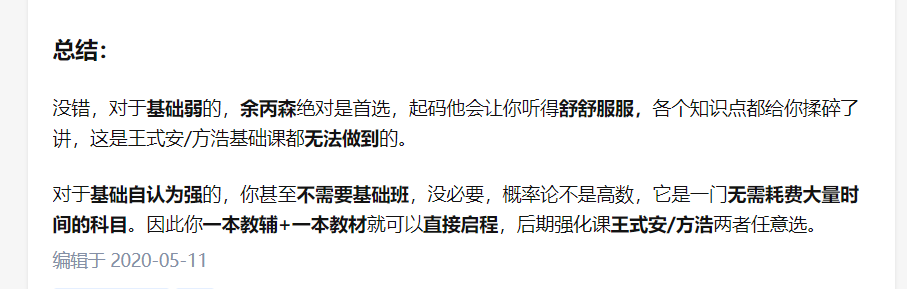 总结：
没错，对于基础弱的，余丙森绝对是首选，起码他会让你听得舒舒服服，各个知识点都给你揉碎了
讲，这是王式安/方浩基础课都无法做到的。
对于基础自认为强的，你甚至不需要基础班，没必要，概率论不是高数，它是一门无需耗费大量时
间的科目。因此你一本教辅+一本教材就可以直接启程，后期强化课王式安/方浩两者任意选。
编辑于 2020-05-11